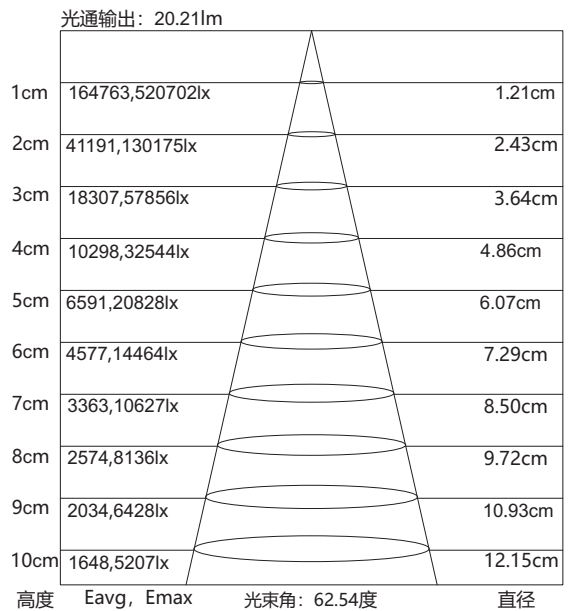 光通输出：20.21lm
1cm 164763,520702lx 1.21cm
2cm 41191,130175lx 2.43cm
3cm 18307,57856lx 3.64cm
4cm 10298,32544lx 4.86cm
5cm 6591,20828lx 6.07cm
6cm 4577,14464lx 7.29cm
7cm 3363,10627lx 8.50cm
8cm 2574,8136lx 9.72cm
9cm 2034,6428lx 10.93cm
10cm 1648,5207lx 12.15cm
高度 Eavg，Emax 光束角：62.54度 直径